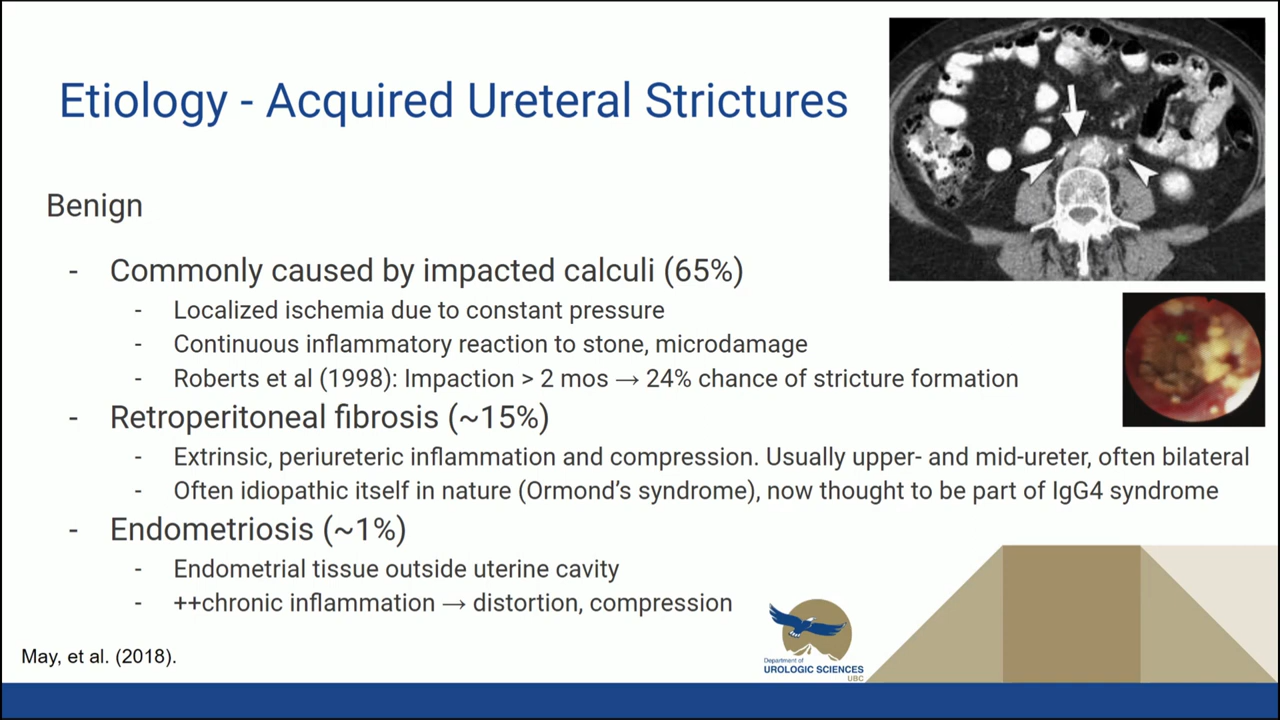 Etiology - Acquired Ureteral Strictures
Benign
- Commonly caused by impacted calculi (65%)
- Localized ischemia due to constant pressure
- Continuous inflammatory reaction to stone, microdamage
- Roberts et al (1998): Impaction > 2 mos → 24% chance of stricture formation
- Retroperitoneal fibrosis (~15%)
- Extrinsic, periureteric inflammation and compression. Usually upper- and mid-ureter, often bilateral
- Often idiopathic itself in nature (Ormond’s syndrome), now thought to be part of IgG4 syndrome
- Endometriosis (~1%)
- Endometrial tissue outside uterine cavity
- ++chronic inflammation → distortion, compression
May, et al. (2018).
Department of
UROLOGIC SCIENCES
UBC